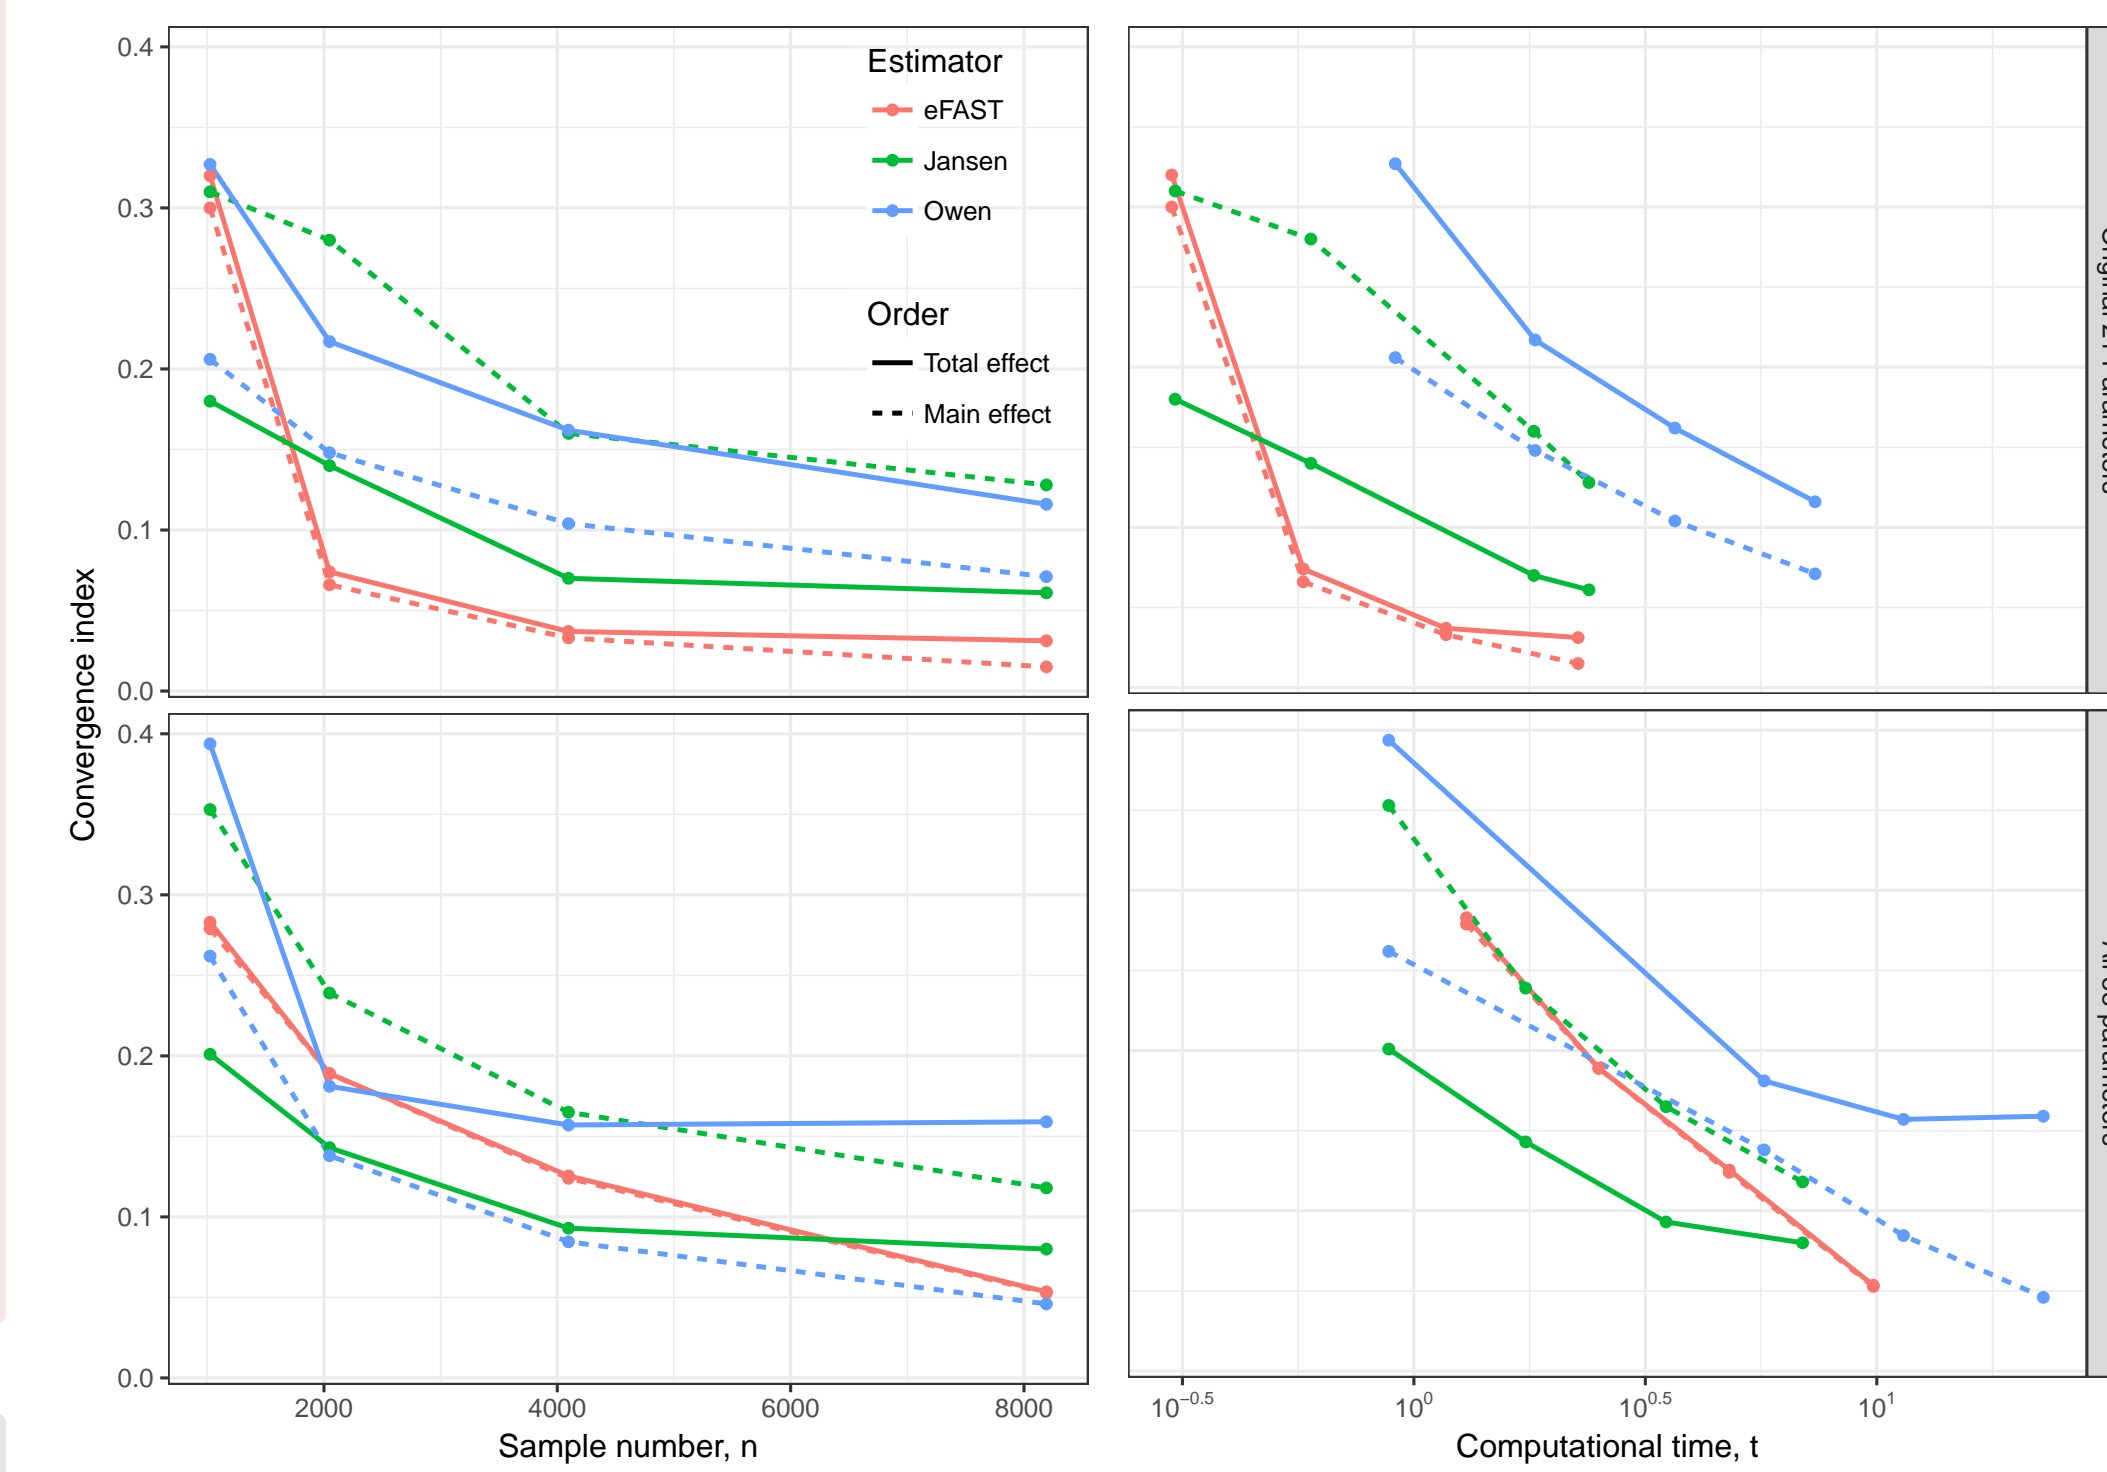 0.4
0.3
0.2
0.1
0.0
Estimator
eFAST
Jansen
Owen
Order
Total effect
Main effect
Convergence index
0.4
0.3
0.2
0.1
0.0
2000 4000 6000 8000
Sample number, n
10^−0.5 10^0 10^0.5 10^1
Computational time, t